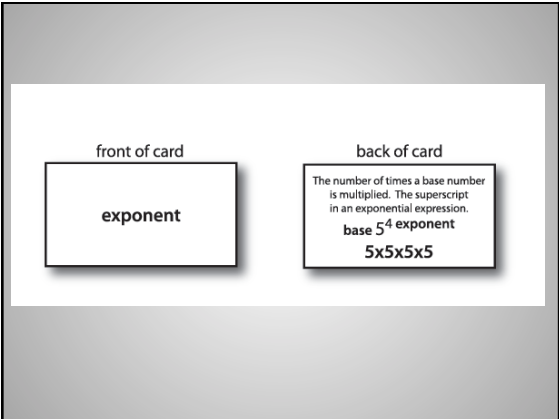 front of card
exponent
back of card
The number of times a base number
is multiplied. The superscript
in an exponential expression.
base 5⁴ exponent
5x5x5x5